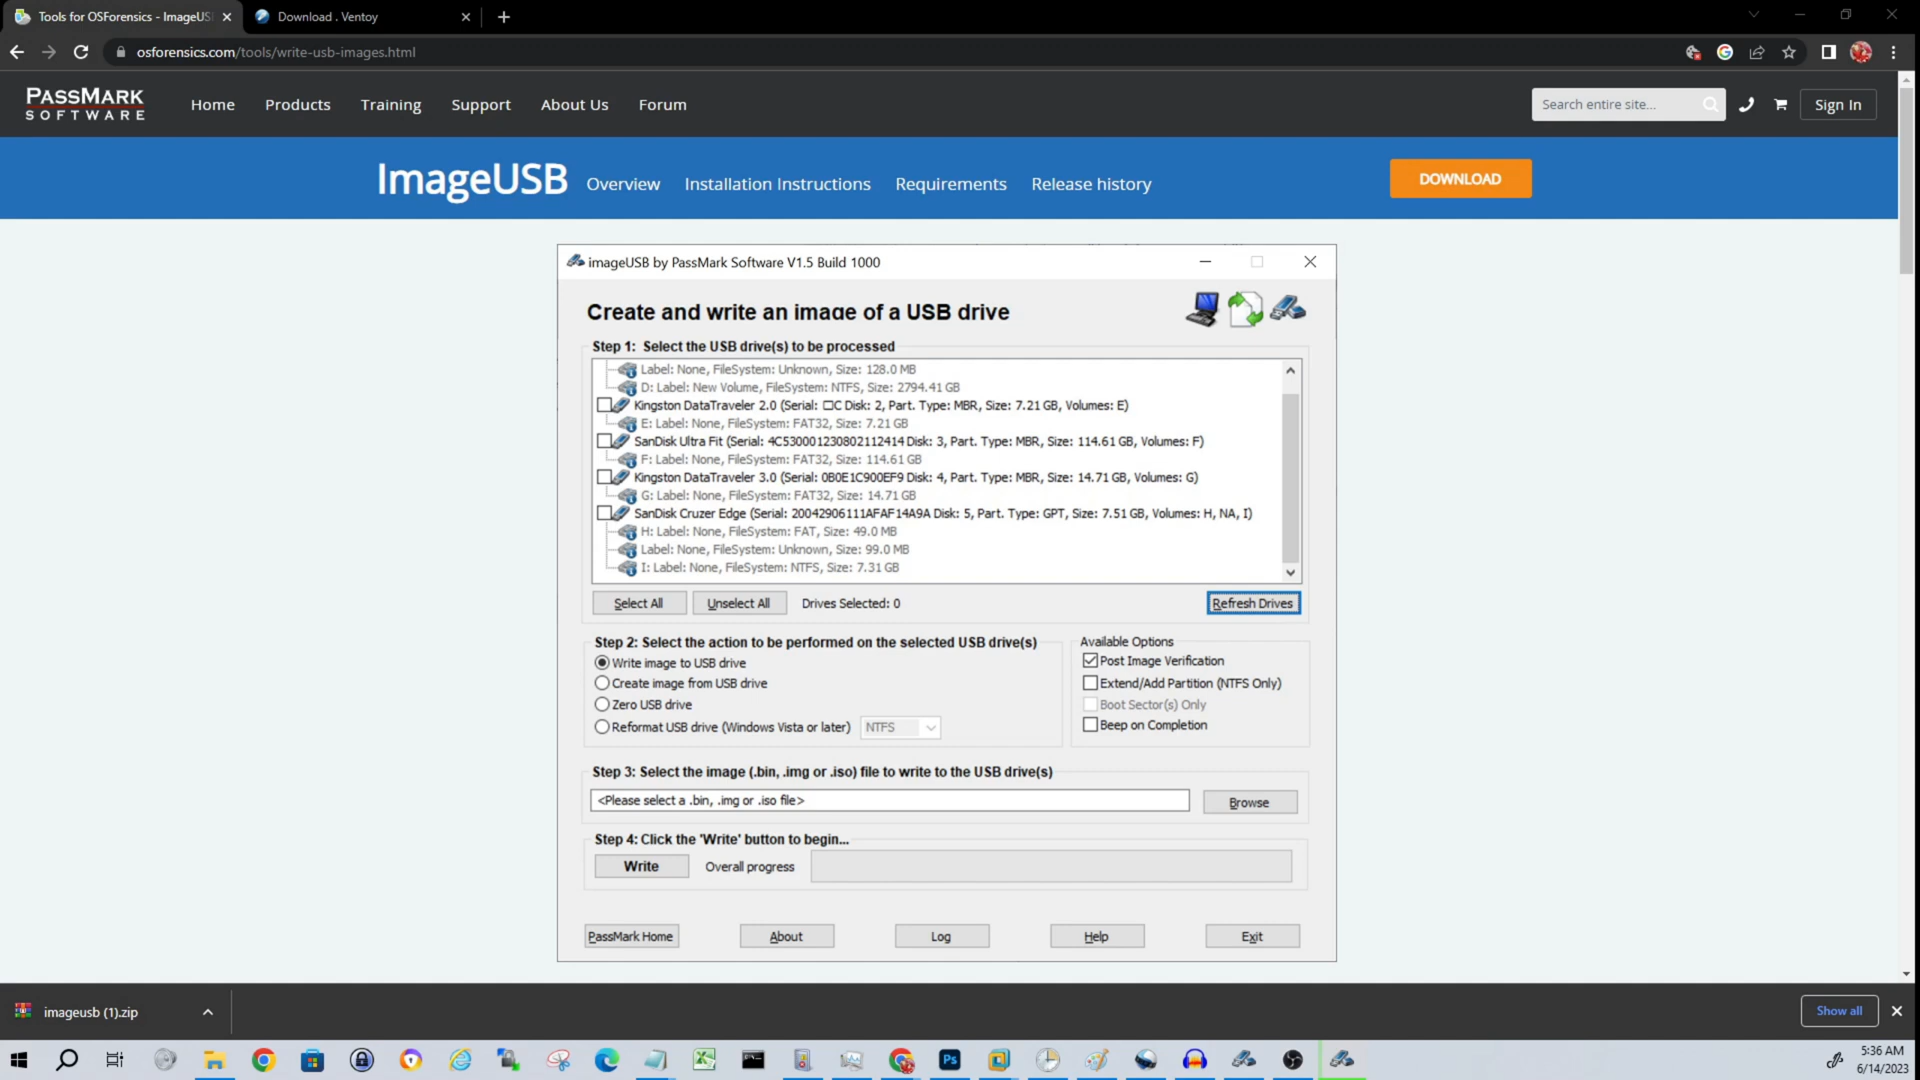 Tools for OSForensics - ImageUS
Download . Ventoy
osforensics.com/tools/write-usb-images.html
PASSMARK
SOFTWARE
Home
Products
Training
Support
About Us
Forum
Search entire site...
Sign In
ImageUSB
Overview
Installation Instructions
Requirements
Release history
DOWNLOAD
imageUSB by PassMark Software V1.5 Build 1000
Create and write an image of a USB drive
Step 1: Select the USB drive(s) to be processed
Label: None, FileSystem: Unknown, Size: 128.0 MB
D: Label: New Volume, FileSystem: NTFS, Size: 2794.41 GB
Kingston DataTraveler 2.0 (Serial: □C Disk: 2, Part. Type: MBR, Size: 7.21 GB, Volumes: E)
E: Label: None, FileSystem: FAT32, Size: 7.21 GB
SanDisk Ultra Fit (Serial: 4C530001230802112414 Disk: 3, Part. Type: MBR, Size: 114.61 GB, Volumes: F)
F: Label: None, FileSystem: FAT32, Size: 114.61 GB
Kingston DataTraveler 3.0 (Serial: 0B0E1C900EF9 Disk: 4, Part. Type: MBR, Size: 14.71 GB, Volumes: G)
G: Label: None, FileSystem: FAT32, Size: 14.71 GB
SanDisk Cruzer Edge (Serial: 20042906111AFAF14A9A Disk: 5, Part. Type: GPT, Size: 7.51 GB, Volumes: H, NA, I)
H: Label: None, FileSystem: FAT, Size: 49.0 MB
Label: None, FileSystem: Unknown, Size: 99.0 MB
I: Label: None, FileSystem: NTFS, Size: 7.31 GB
Select All
Unselect All
Drives Selected: 0
Refresh Drives
Step 2: Select the action to be performed on the selected USB drive(s)
Write image to USB drive
Create image from USB drive
Zero USB drive
Reformat USB drive (Windows Vista or later)
NTFS
Available Options
Post Image Verification
Extend/Add Partition (NTFS Only)
Boot Sector(s) Only
Beep on Completion
Step 3: Select the image (.bin, .img or .iso) file to write to the USB drive(s)
<Please select a .bin, .img or .iso file>
Browse
Step 4: Click the 'Write' button to begin...
Write
Overall progress
PassMark Home
About
Log
Help
Exit
imageusb (1).zip
Show all
Ps
5:36 AM
6/14/2023